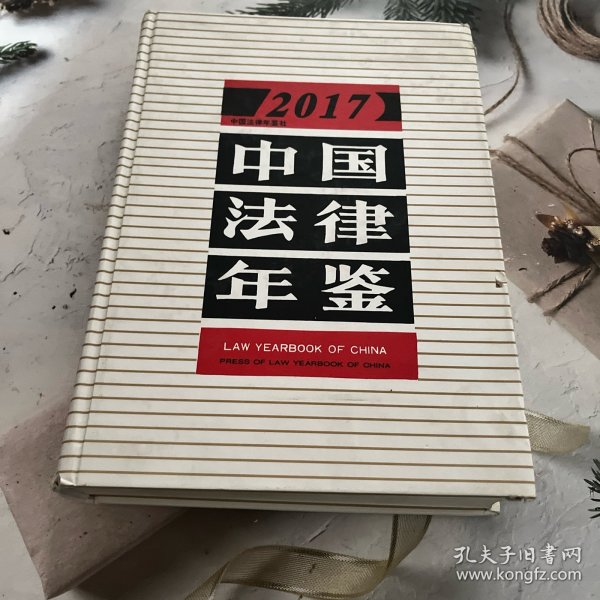 2017
中国法律年鉴社
中国
法律
年鉴
LAW YEARBOOK OF CHINA
PRESS OF LAW YEARBOOK OF CHINA
孔夫子旧书网
www.kongfz.com